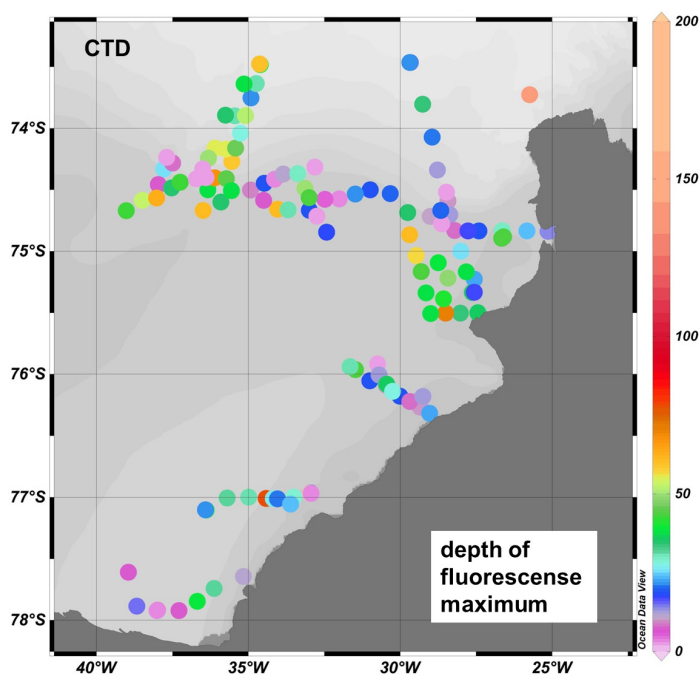 CTD
200
150
100
50
0
74°S
75°S
76°S
77°S
78°S
40°W
35°W
30°W
25°W
depth of
fluorescense
maximum
Ocean Data View